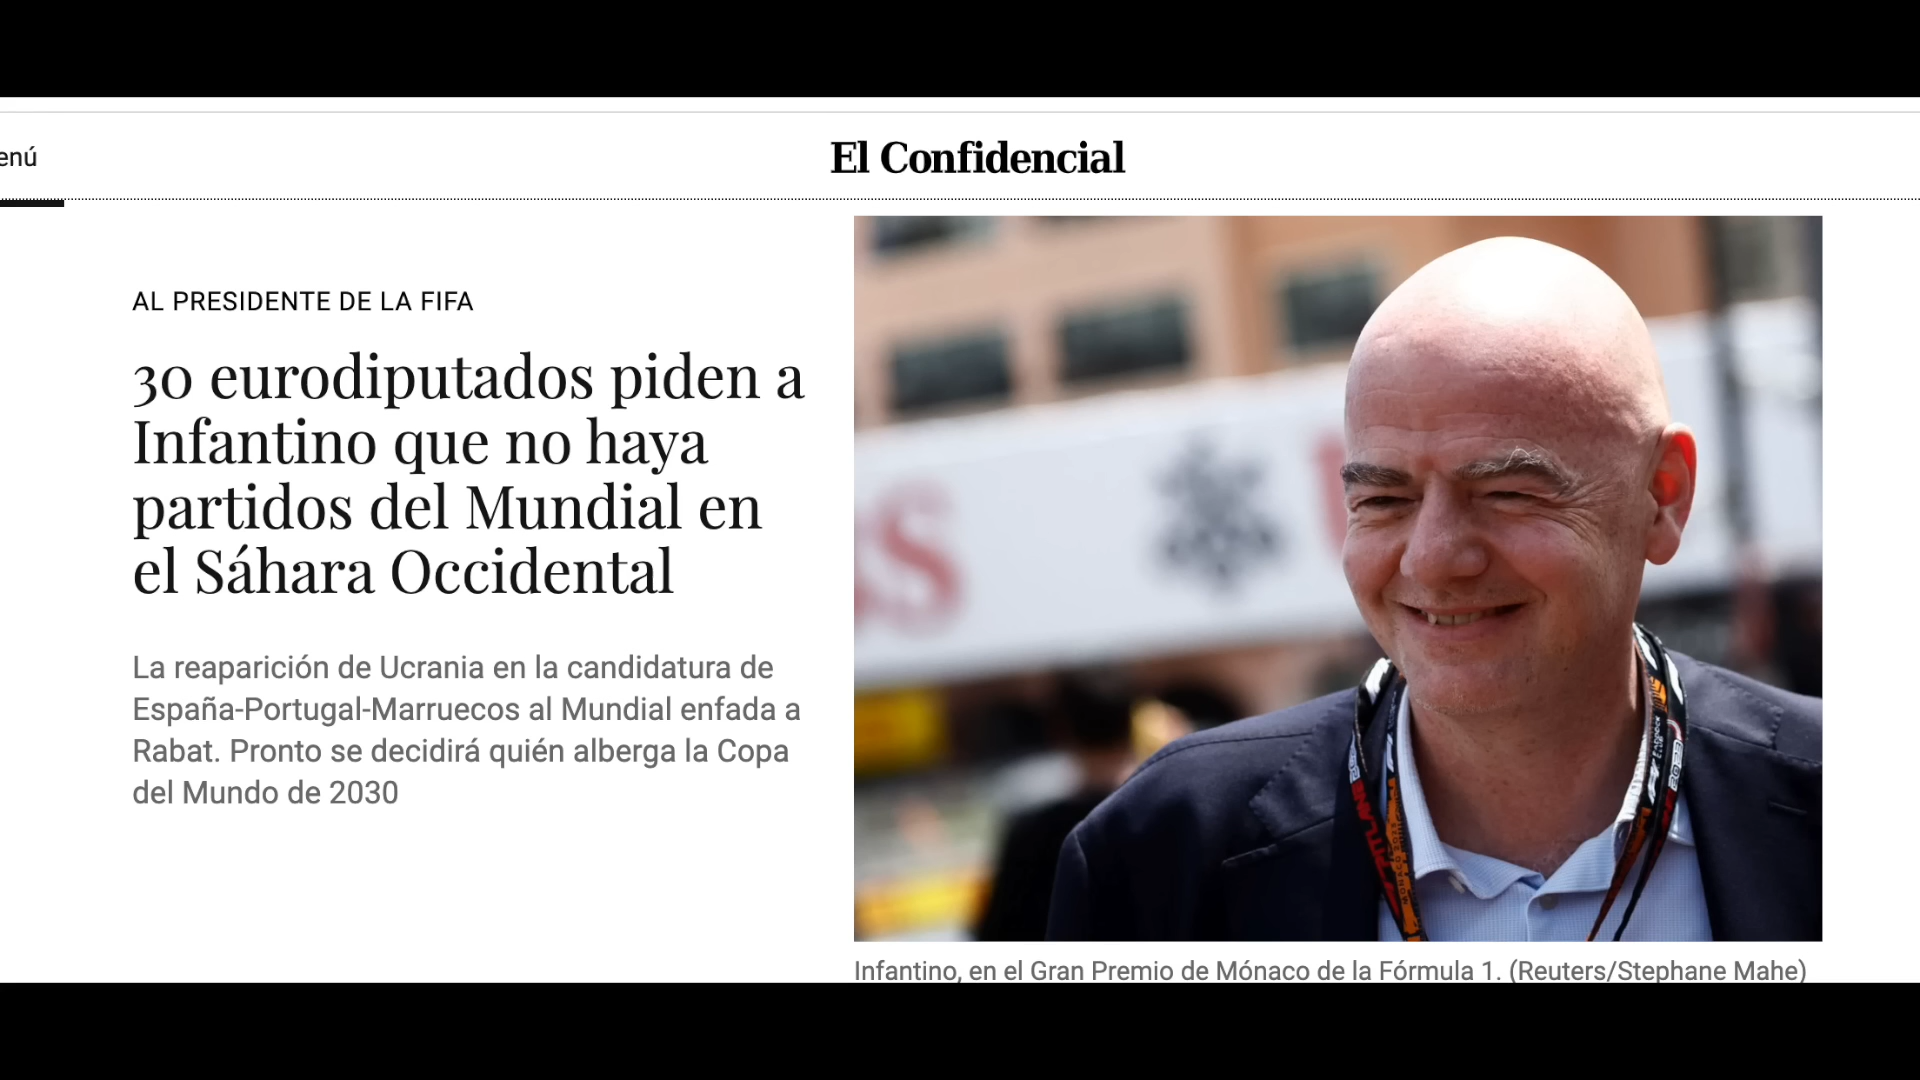 enú
El Confidencial
AL PRESIDENTE DE LA FIFA
30 eurodiputados piden a
Infantino que no haya
partidos del Mundial en
el Sáhara Occidental
La reaparición de Ucrania en la candidatura de
España-Portugal-Marruecos al Mundial enfada a
Rabat. Pronto se decidirá quién alberga la Copa
del Mundo de 2030
Infantino, en el Gran Premio de Mónaco de la Fórmula 1. (Reuters/Stephane Mahe)